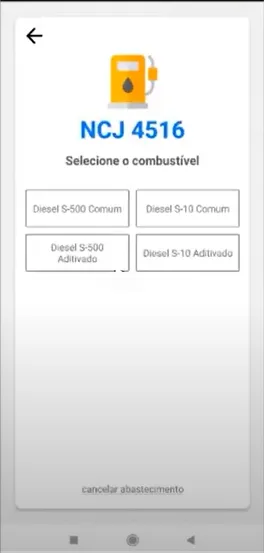 NCJ 4516
Selecione o combustível
Diesel S-500 Comum
Diesel S-10 Comum
Diesel S-500
Aditivado
Diesel S-10 Aditivado
cancelar abastecimento